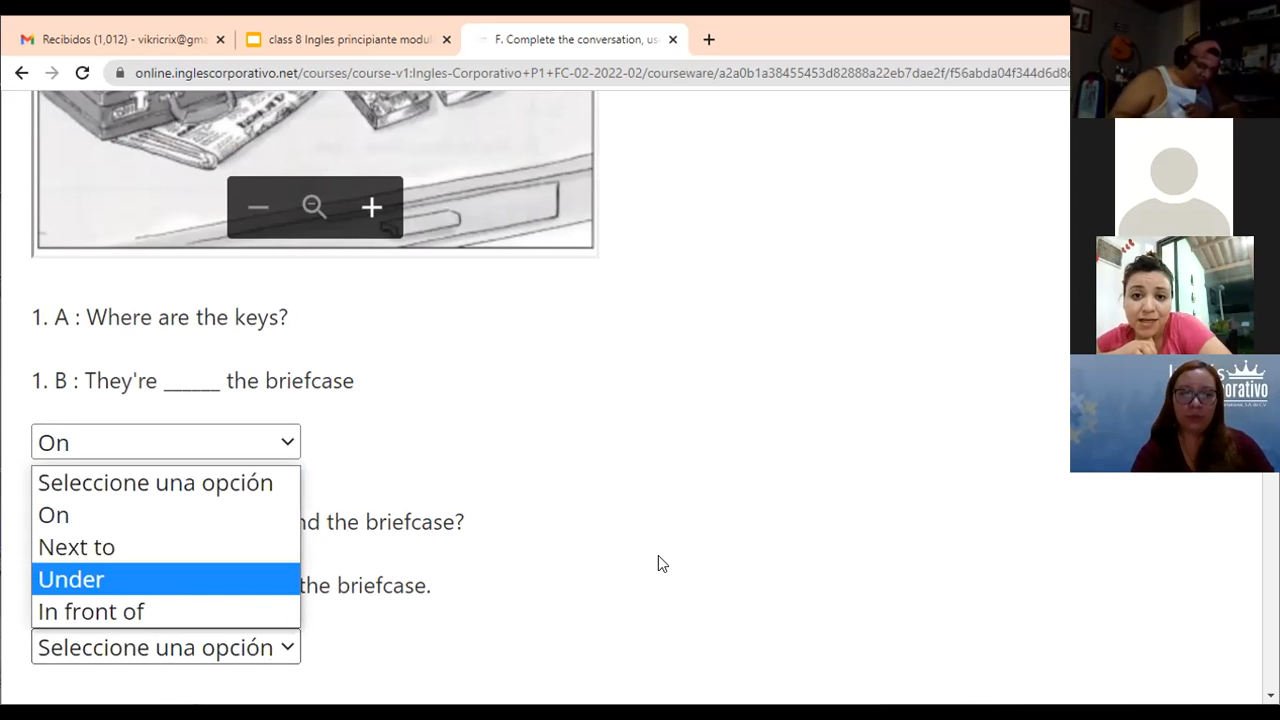 Recibidos (1,012) - vikricrix@gma
class 8 Ingles principiante modul
F. Complete the conversation, us
online.inglescorporativo.net/courses/course-v1:Ingles-Corporativo+P1+FC-02-2022-02/courseware/a2a0b1a38455453d82888a22eb7dae2f/f56abda04f344d6d8
1. A : Where are the keys?
1. B : They're ______ the briefcase
On
Seleccione una opción
On
Next to
Under
In front of
nd the briefcase?
the briefcase.
Seleccione una opción